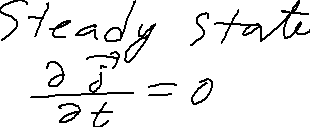 Steady state
∂j⃗/∂t = 0